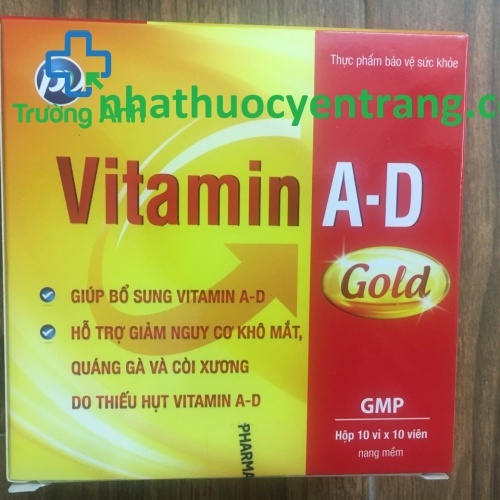 Thực phẩm bảo vệ sức khỏe
nhathuocyentrang.c
Trường Anh
Vitamin A-D
Gold
GIÚP BỔ SUNG VITAMIN A-D
HỖ TRỢ GIẢM NGUY CƠ KHÔ MẮT,
QUÁNG GÀ VÀ CÒI XƯƠNG
DO THIẾU HỤT VITAMIN A-D
GMP
Hộp 10 vỉ x 10 viên
nang mềm
PHARMA